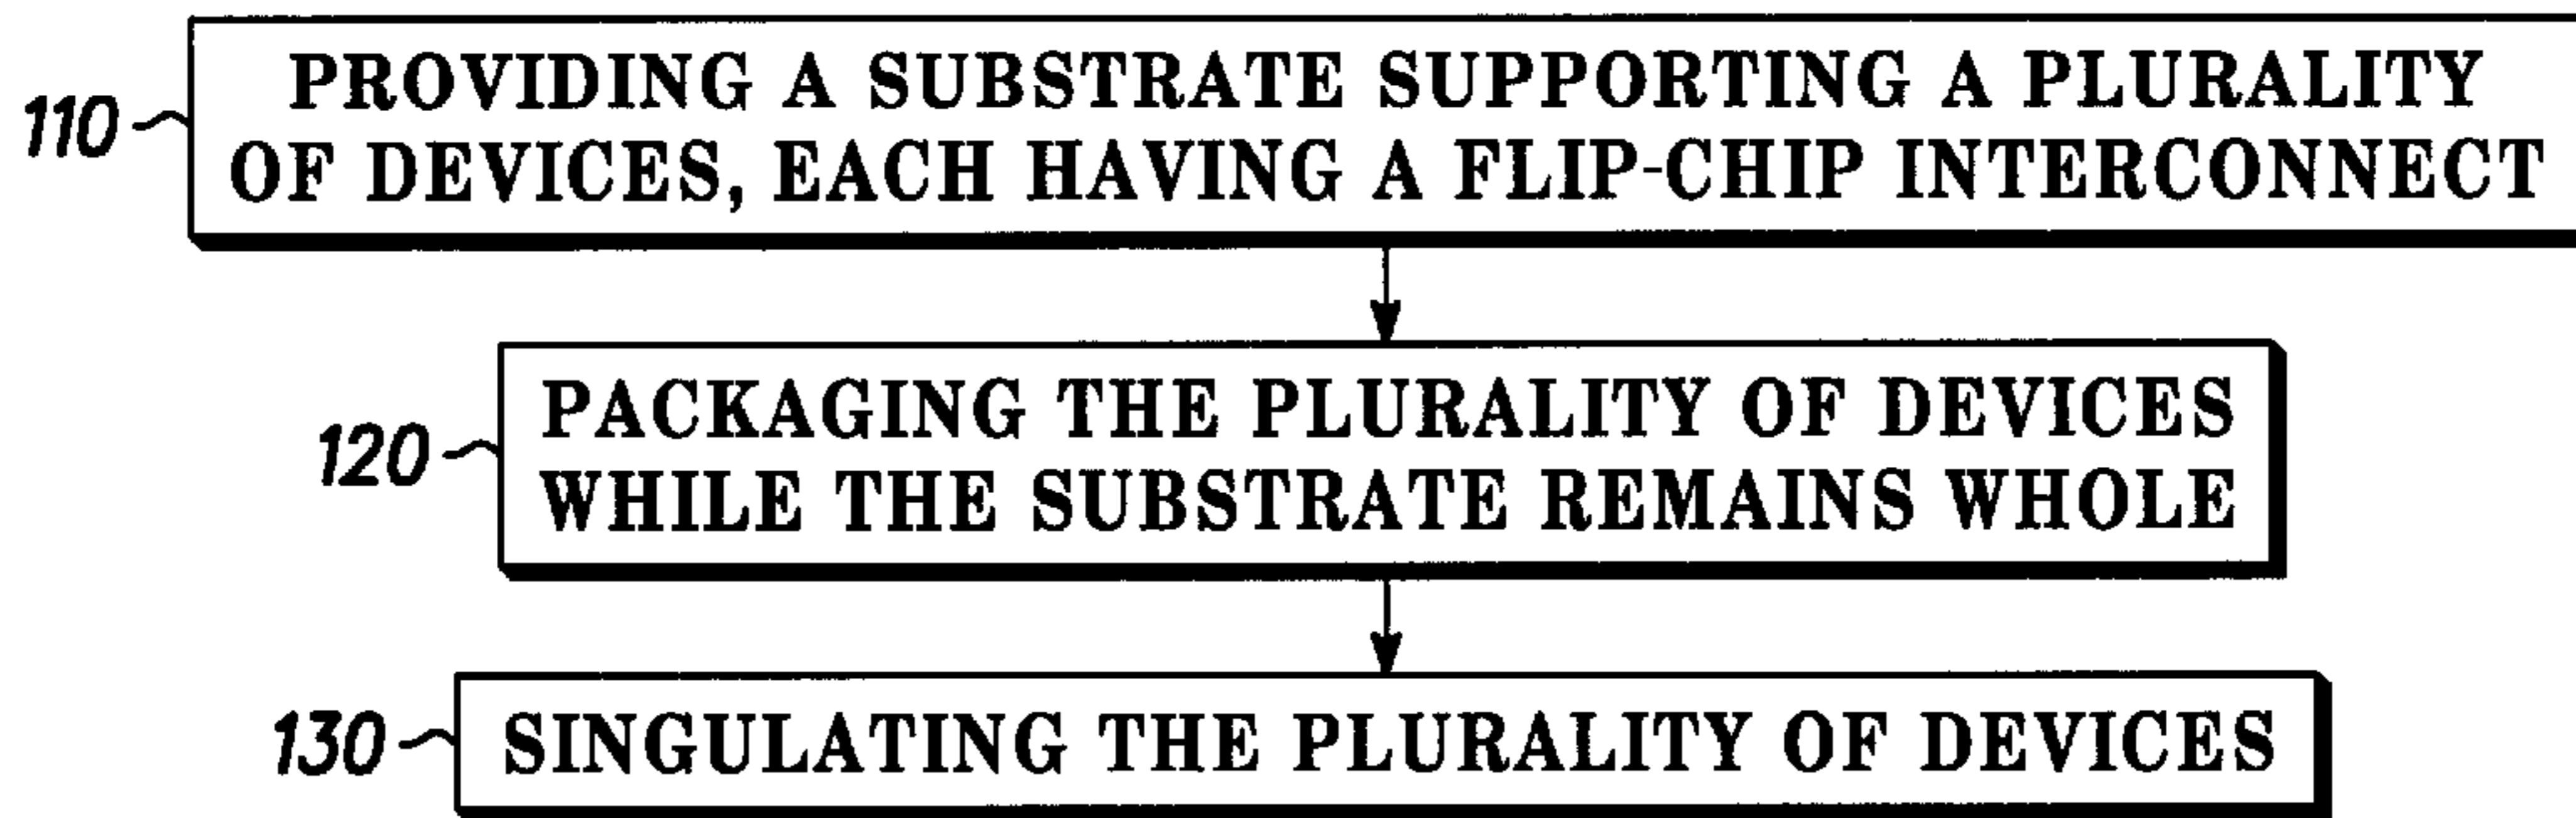 110
PROVIDING A SUBSTRATE SUPPORTING A PLURALITY
OF DEVICES, EACH HAVING A FLIP-CHIP INTERCONNECT
120
PACKAGING THE PLURALITY OF DEVICES
WHILE THE SUBSTRATE REMAINS WHOLE
130
SINGULATING THE PLURALITY OF DEVICES